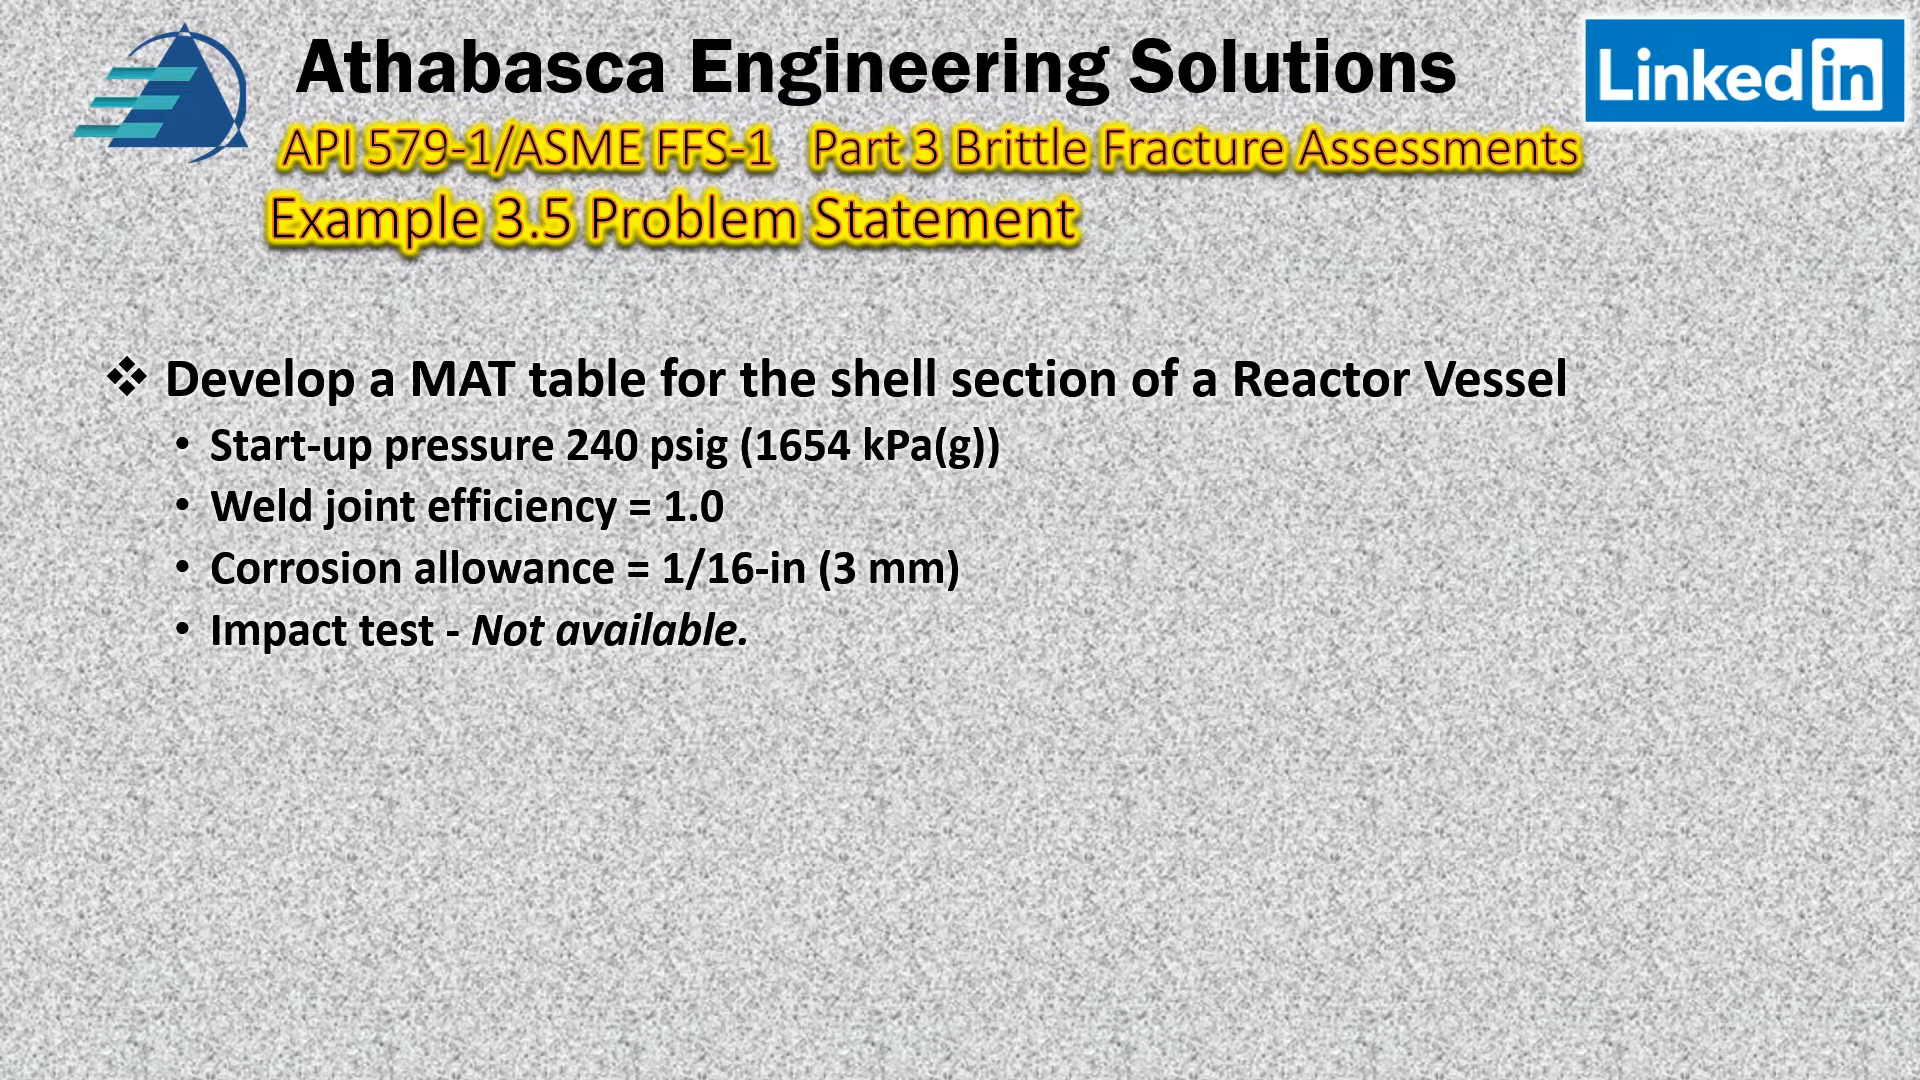 Athabasca Engineering Solutions
Linked in
API 579-1/ASME FFS-1 Part 3 Brittle Fracture Assessments
Example 3.5 Problem Statement
❖ Develop a MAT table for the shell section of a Reactor Vessel
• Start-up pressure 240 psig (1654 kPa(g))
• Weld joint efficiency = 1.0
• Corrosion allowance = 1/16-in (3 mm)
• Impact test - Not available.